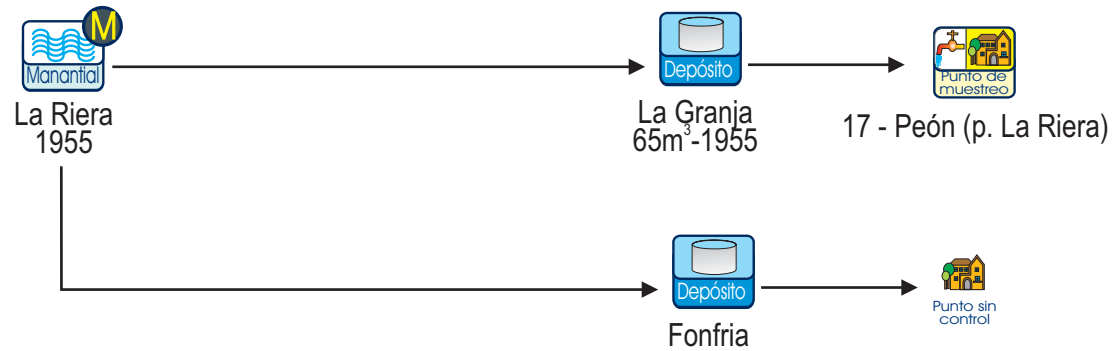 M
Manantial
La Riera
1955
Depósito
La Granja
65m³-1955
Punto de
muestreo
17 - Peón (p. La Riera)
Depósito
Fonfria
Punto sin
control